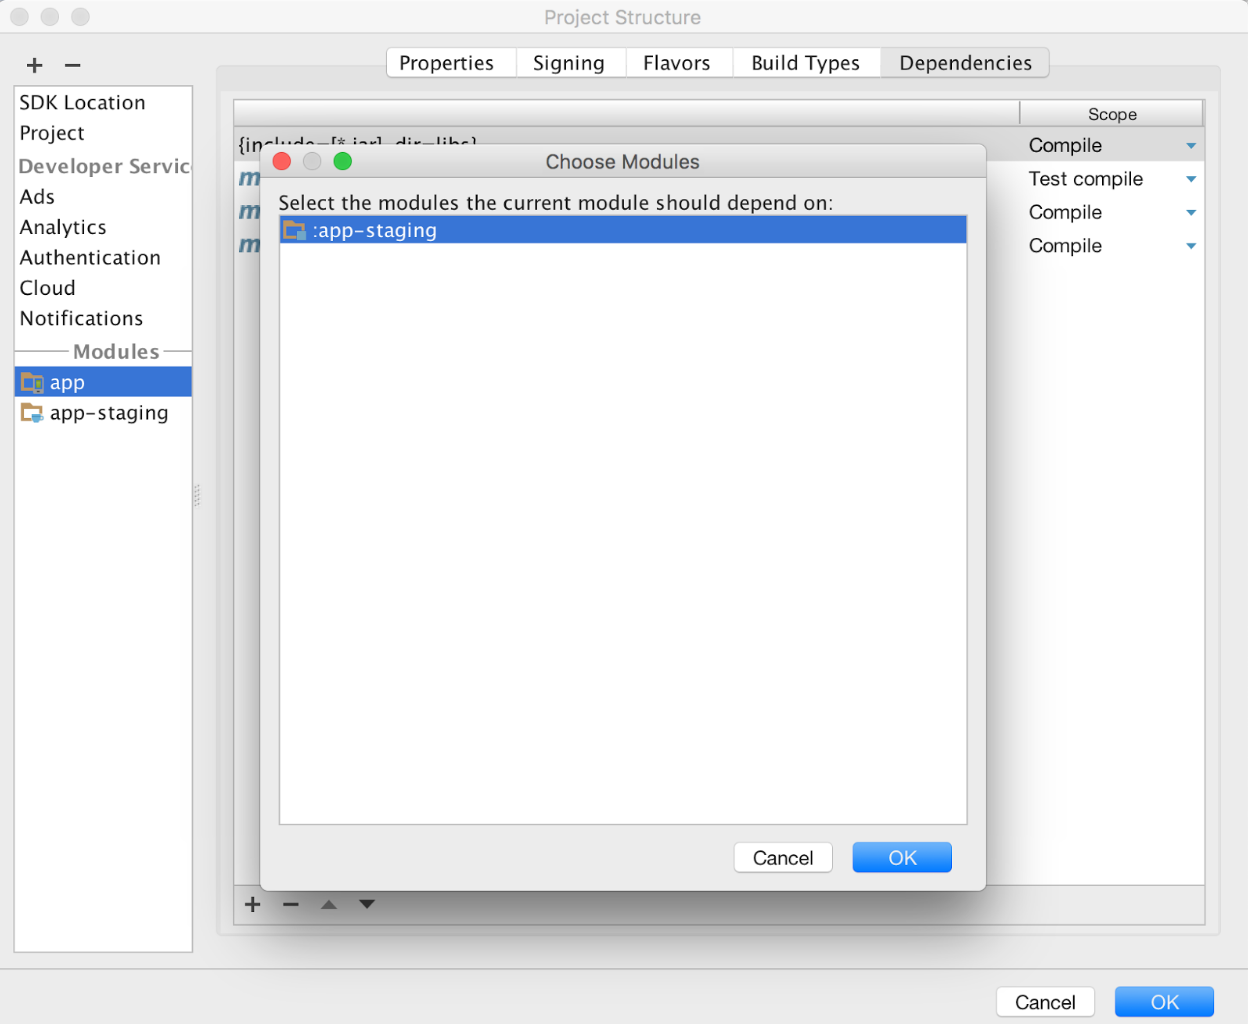 Project Structure
Properties Signing Flavors Build Types Dependencies
SDK Location
Project
Developer Servic
Ads
Analytics
Authentication
Cloud
Notifications
Modules
app
app-staging
Scope
{include=[*.jar], dir=libs}
Compile
m
Test compile
m
Compile
m
Compile
Choose Modules
Select the modules the current module should depend on:
:app-staging
Cancel OK
Cancel OK